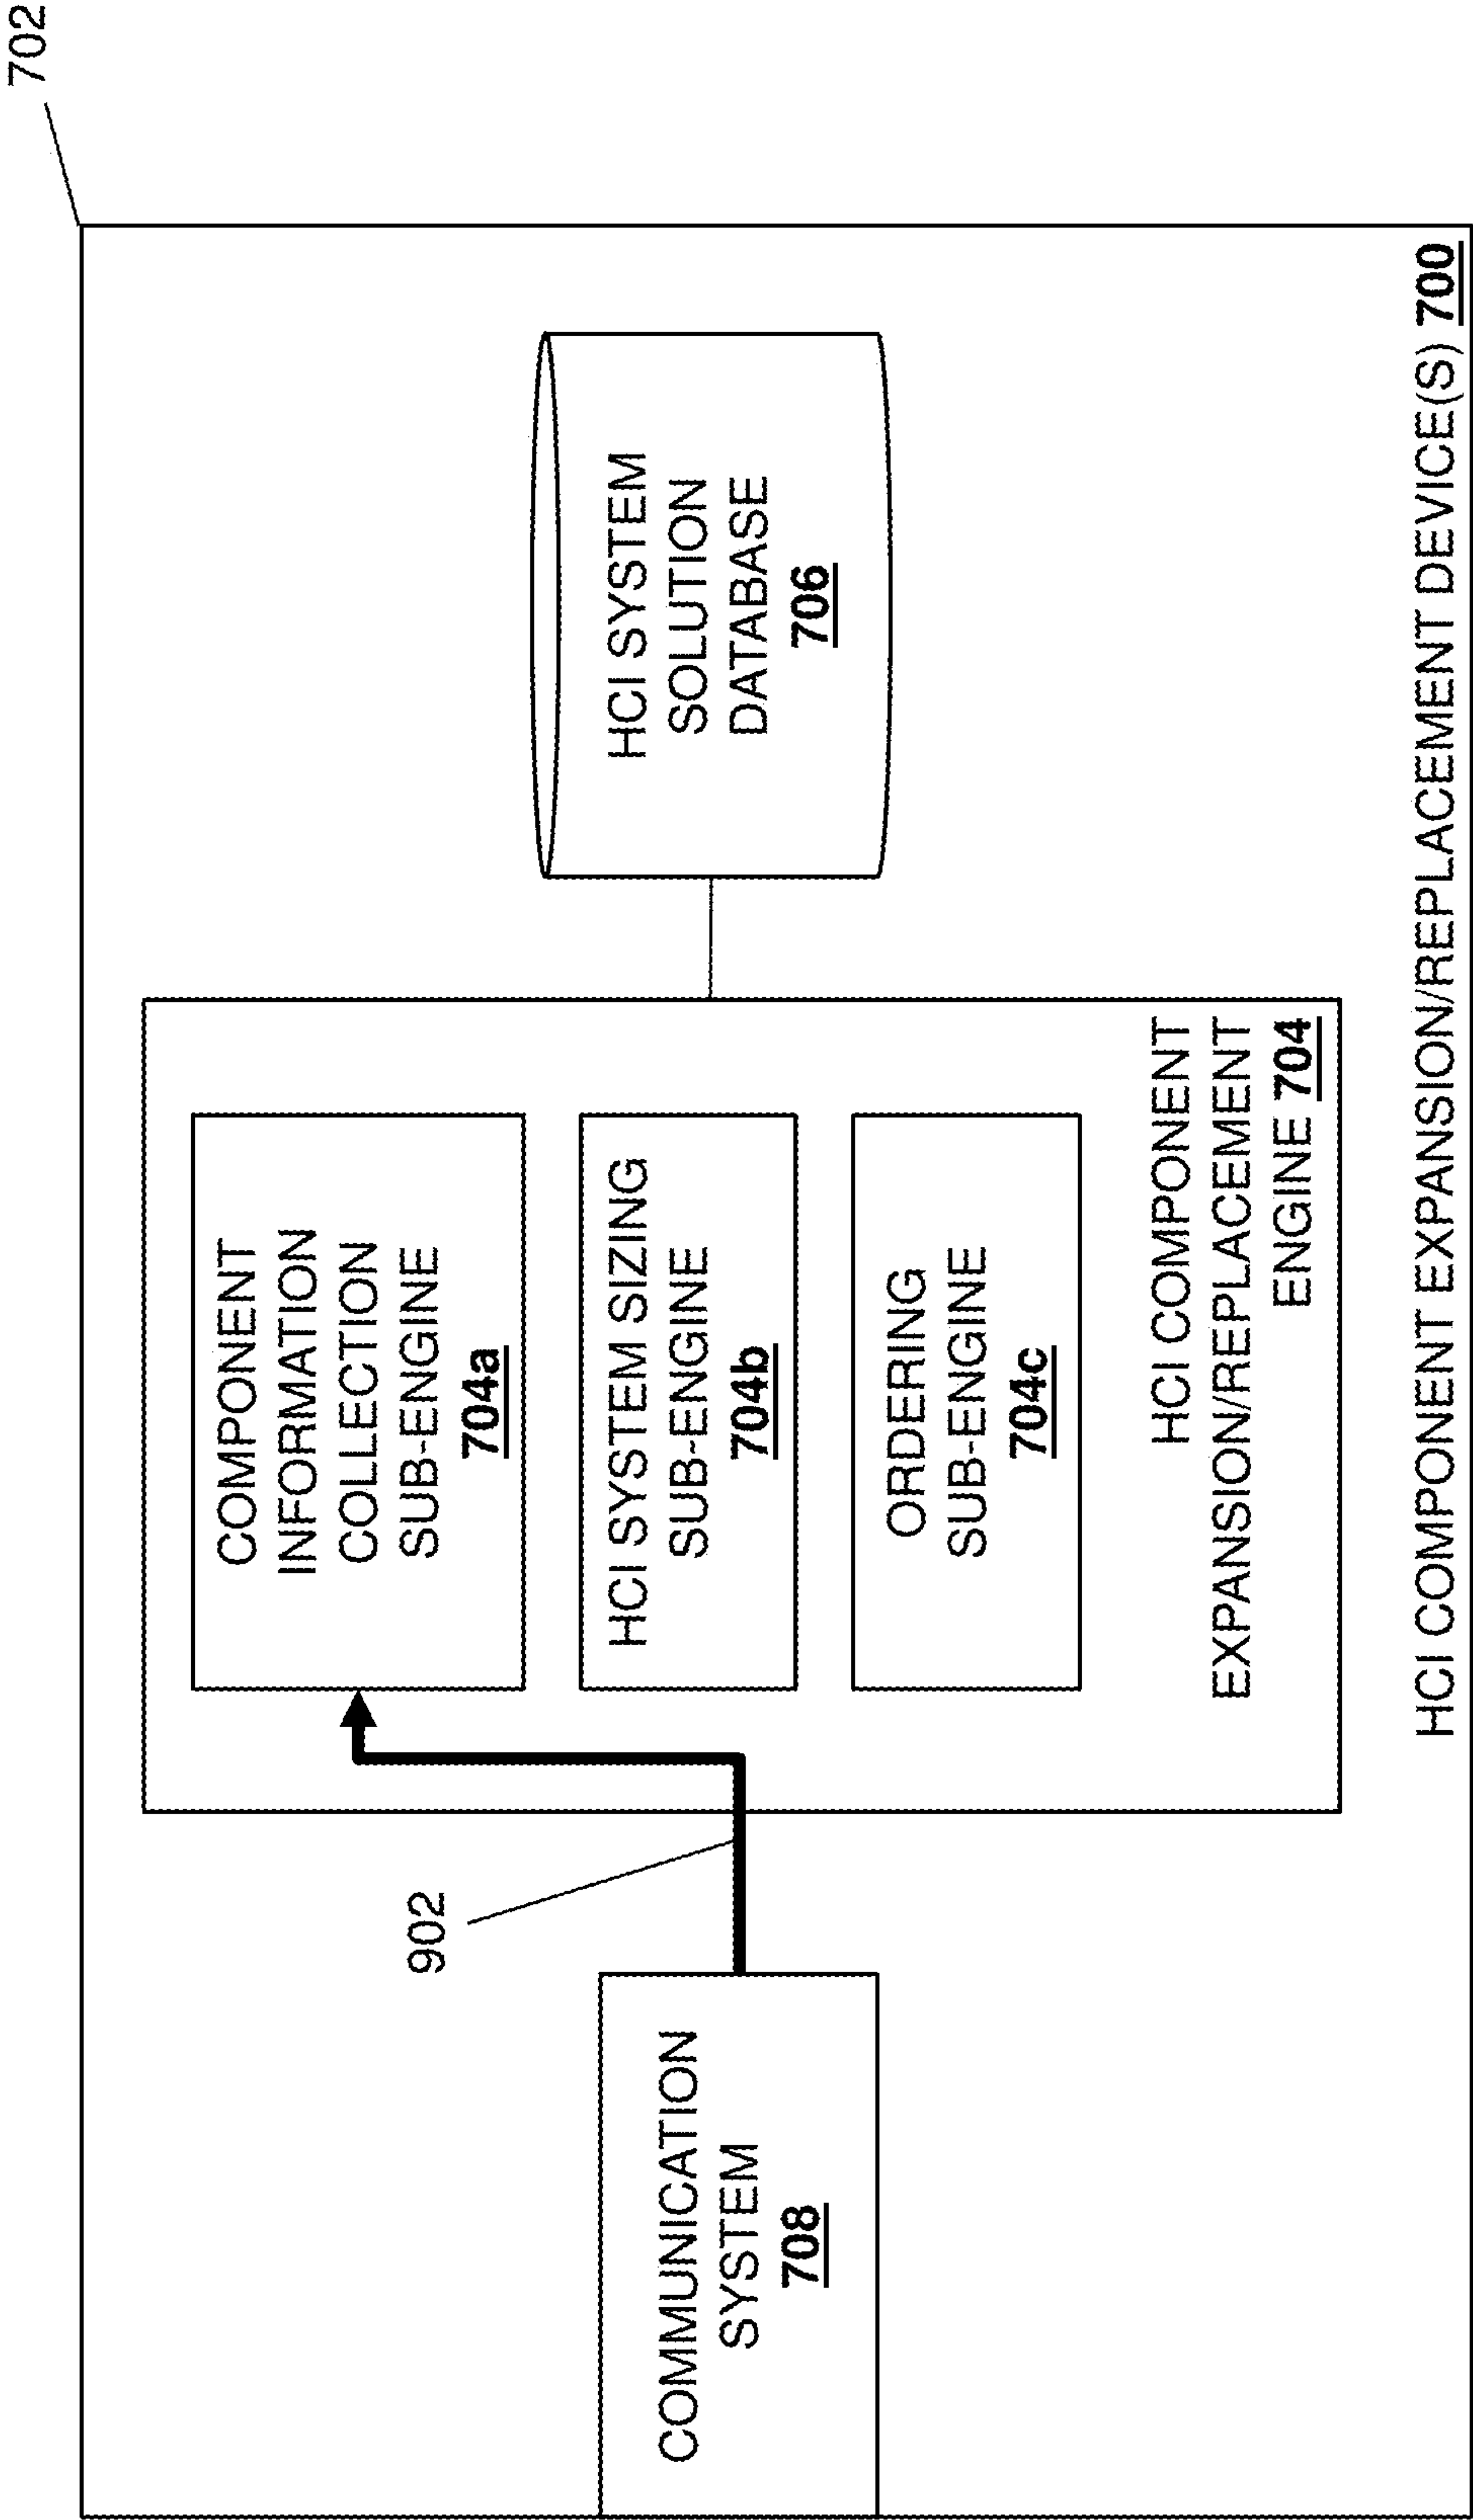 702
902
COMMUNICATION
SYSTEM
708
COMPONENT
INFORMATION
COLLECTION
SUB-ENGINE
704a
HCI SYSTEM SIZING
SUB-ENGINE
704b
ORDERING
SUB-ENGINE
704c
HCI COMPONENT
EXPANSION/REPLACEMENT
ENGINE 704
HCI SYSTEM
SOLUTION
DATABASE
706
HCI COMPONENT EXPANSION/REPLACEMENT DEVICE(S) 700